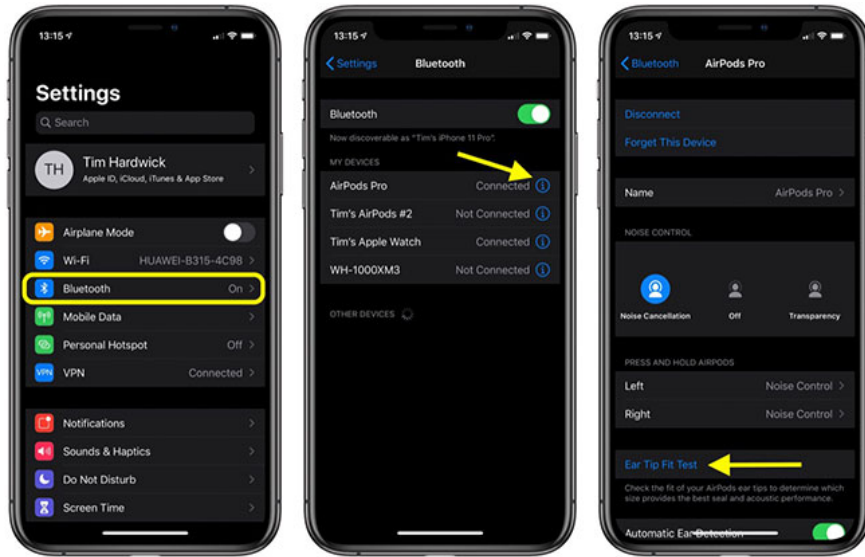 13:15
Settings
Search
TH
Tim Hardwick
Apple ID, iCloud, iTunes & App Store
Airplane Mode
Wi-Fi HUAWEI-B315-4C98
Bluetooth On
Mobile Data
Personal Hotspot Off
VPN VPN Connected
Notifications
Sounds & Haptics
Do Not Disturb
Screen Time
13:15
Settings Bluetooth
Bluetooth
Now discoverable as "Tim's iPhone 11 Pro".
MY DEVICES
AirPods Pro Connected
Tim's AirPods #2 Not Connected
Tim's Apple Watch Connected
WH-1000XM3 Not Connected
OTHER DEVICES
13:15
Bluetooth AirPods Pro
Disconnect
Forget This Device
Name AirPods Pro
NOISE CONTROL
Noise Cancellation Off Transparency
PRESS AND HOLD AIRPODS
Left Noise Control
Right Noise Control
Ear Tip Fit Test
Check the fit of your AirPods ear tips to determine which
size provides the best seal and acoustic performance.
Automatic Ear Detection